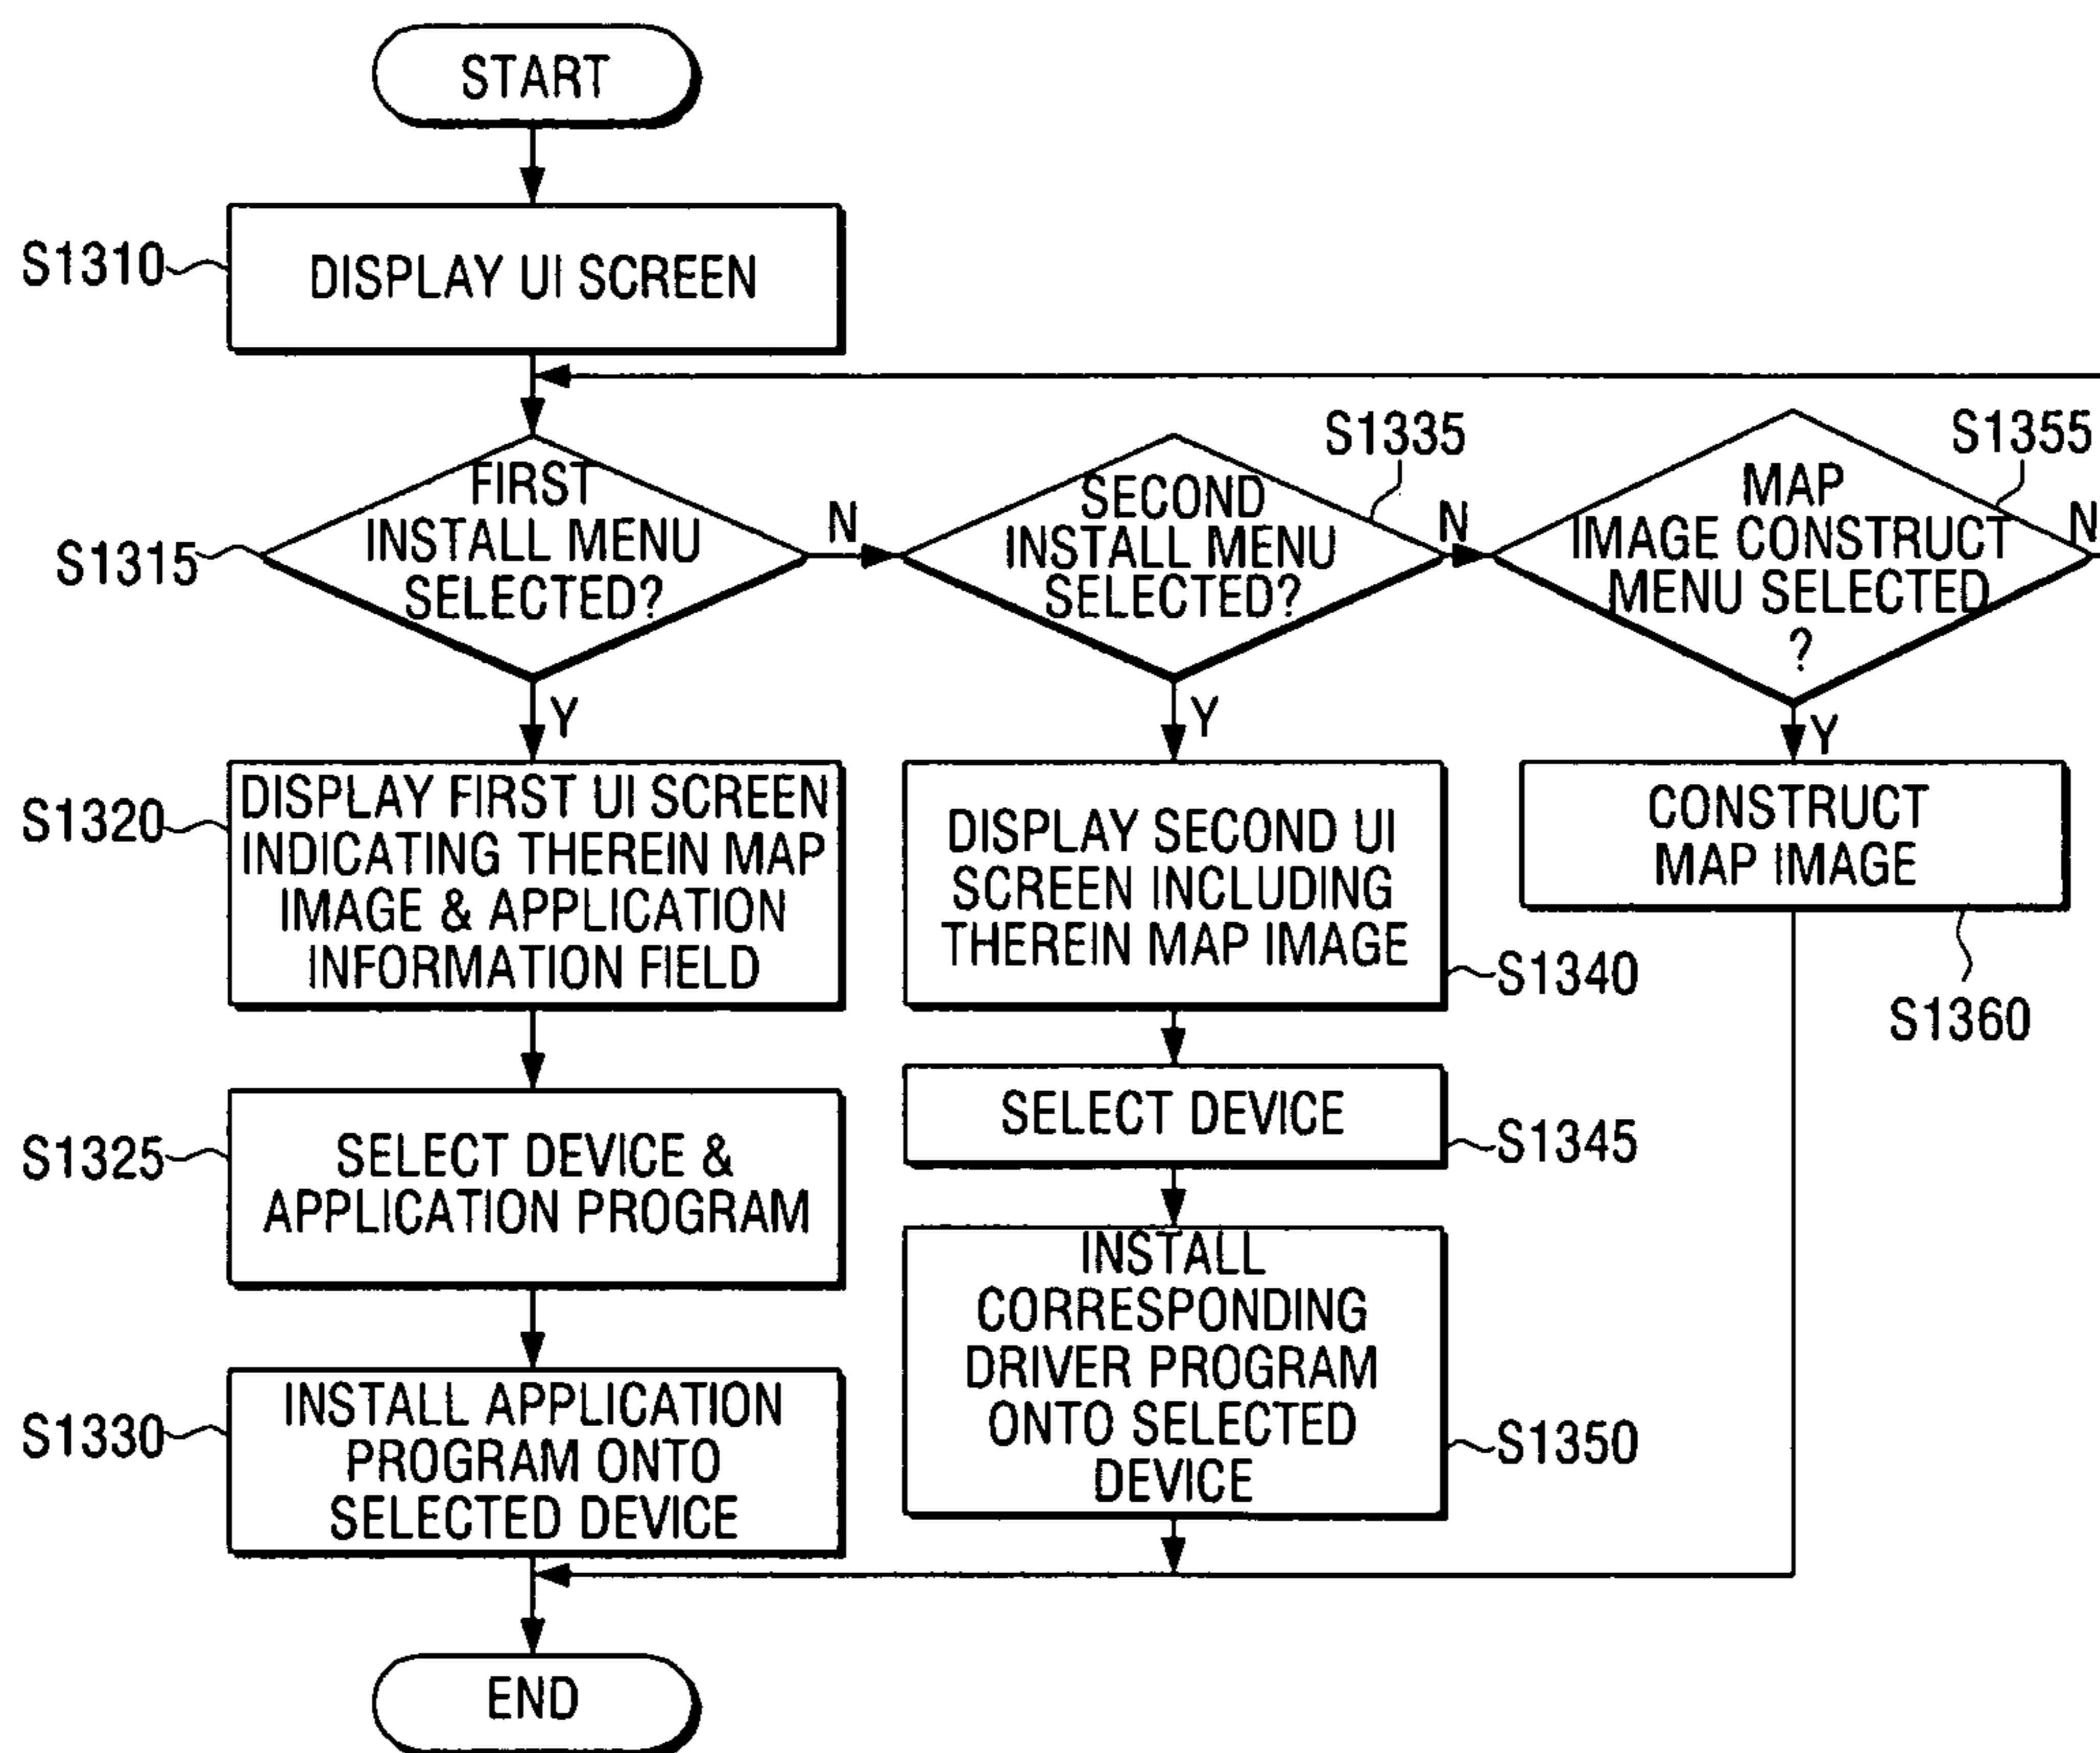 START
S1310
DISPLAY UI SCREEN
S1315
FIRST
INSTALL MENU
SELECTED?
N
Y
S1335
SECOND
INSTALL MENU
SELECTED?
N
Y
S1355
MAP
IMAGE CONSTRUCT
MENU SELECTED
?
N
Y
S1320
DISPLAY FIRST UI SCREEN
INDICATING THEREIN MAP
IMAGE & APPLICATION
INFORMATION FIELD
DISPLAY SECOND UI
SCREEN INCLUDING
THEREIN MAP IMAGE
S1340
CONSTRUCT
MAP IMAGE
S1360
S1325
SELECT DEVICE &
APPLICATION PROGRAM
SELECT DEVICE
S1345
S1330
INSTALL APPLICATION
PROGRAM ONTO
SELECTED DEVICE
INSTALL
CORRESPONDING
DRIVER PROGRAM
ONTO SELECTED
DEVICE
S1350
END